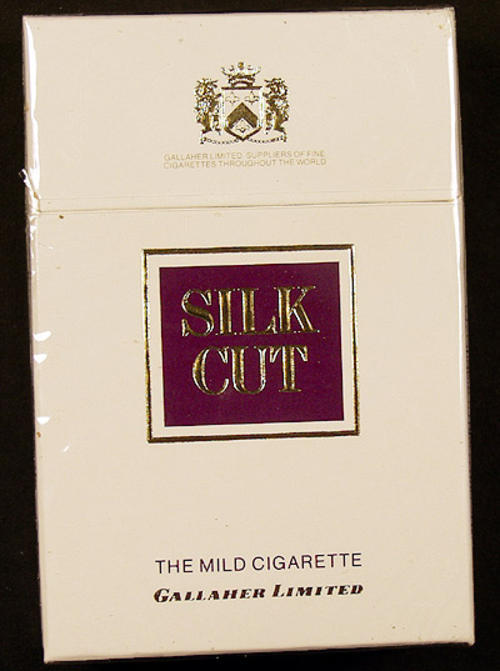 GALLAHER LIMITED. SUPPLIERS OF FINE
CIGARETTES THROUGHOUT THE WORLD
SILK
CUT
THE MILD CIGARETTE
GALLAHER LIMITED